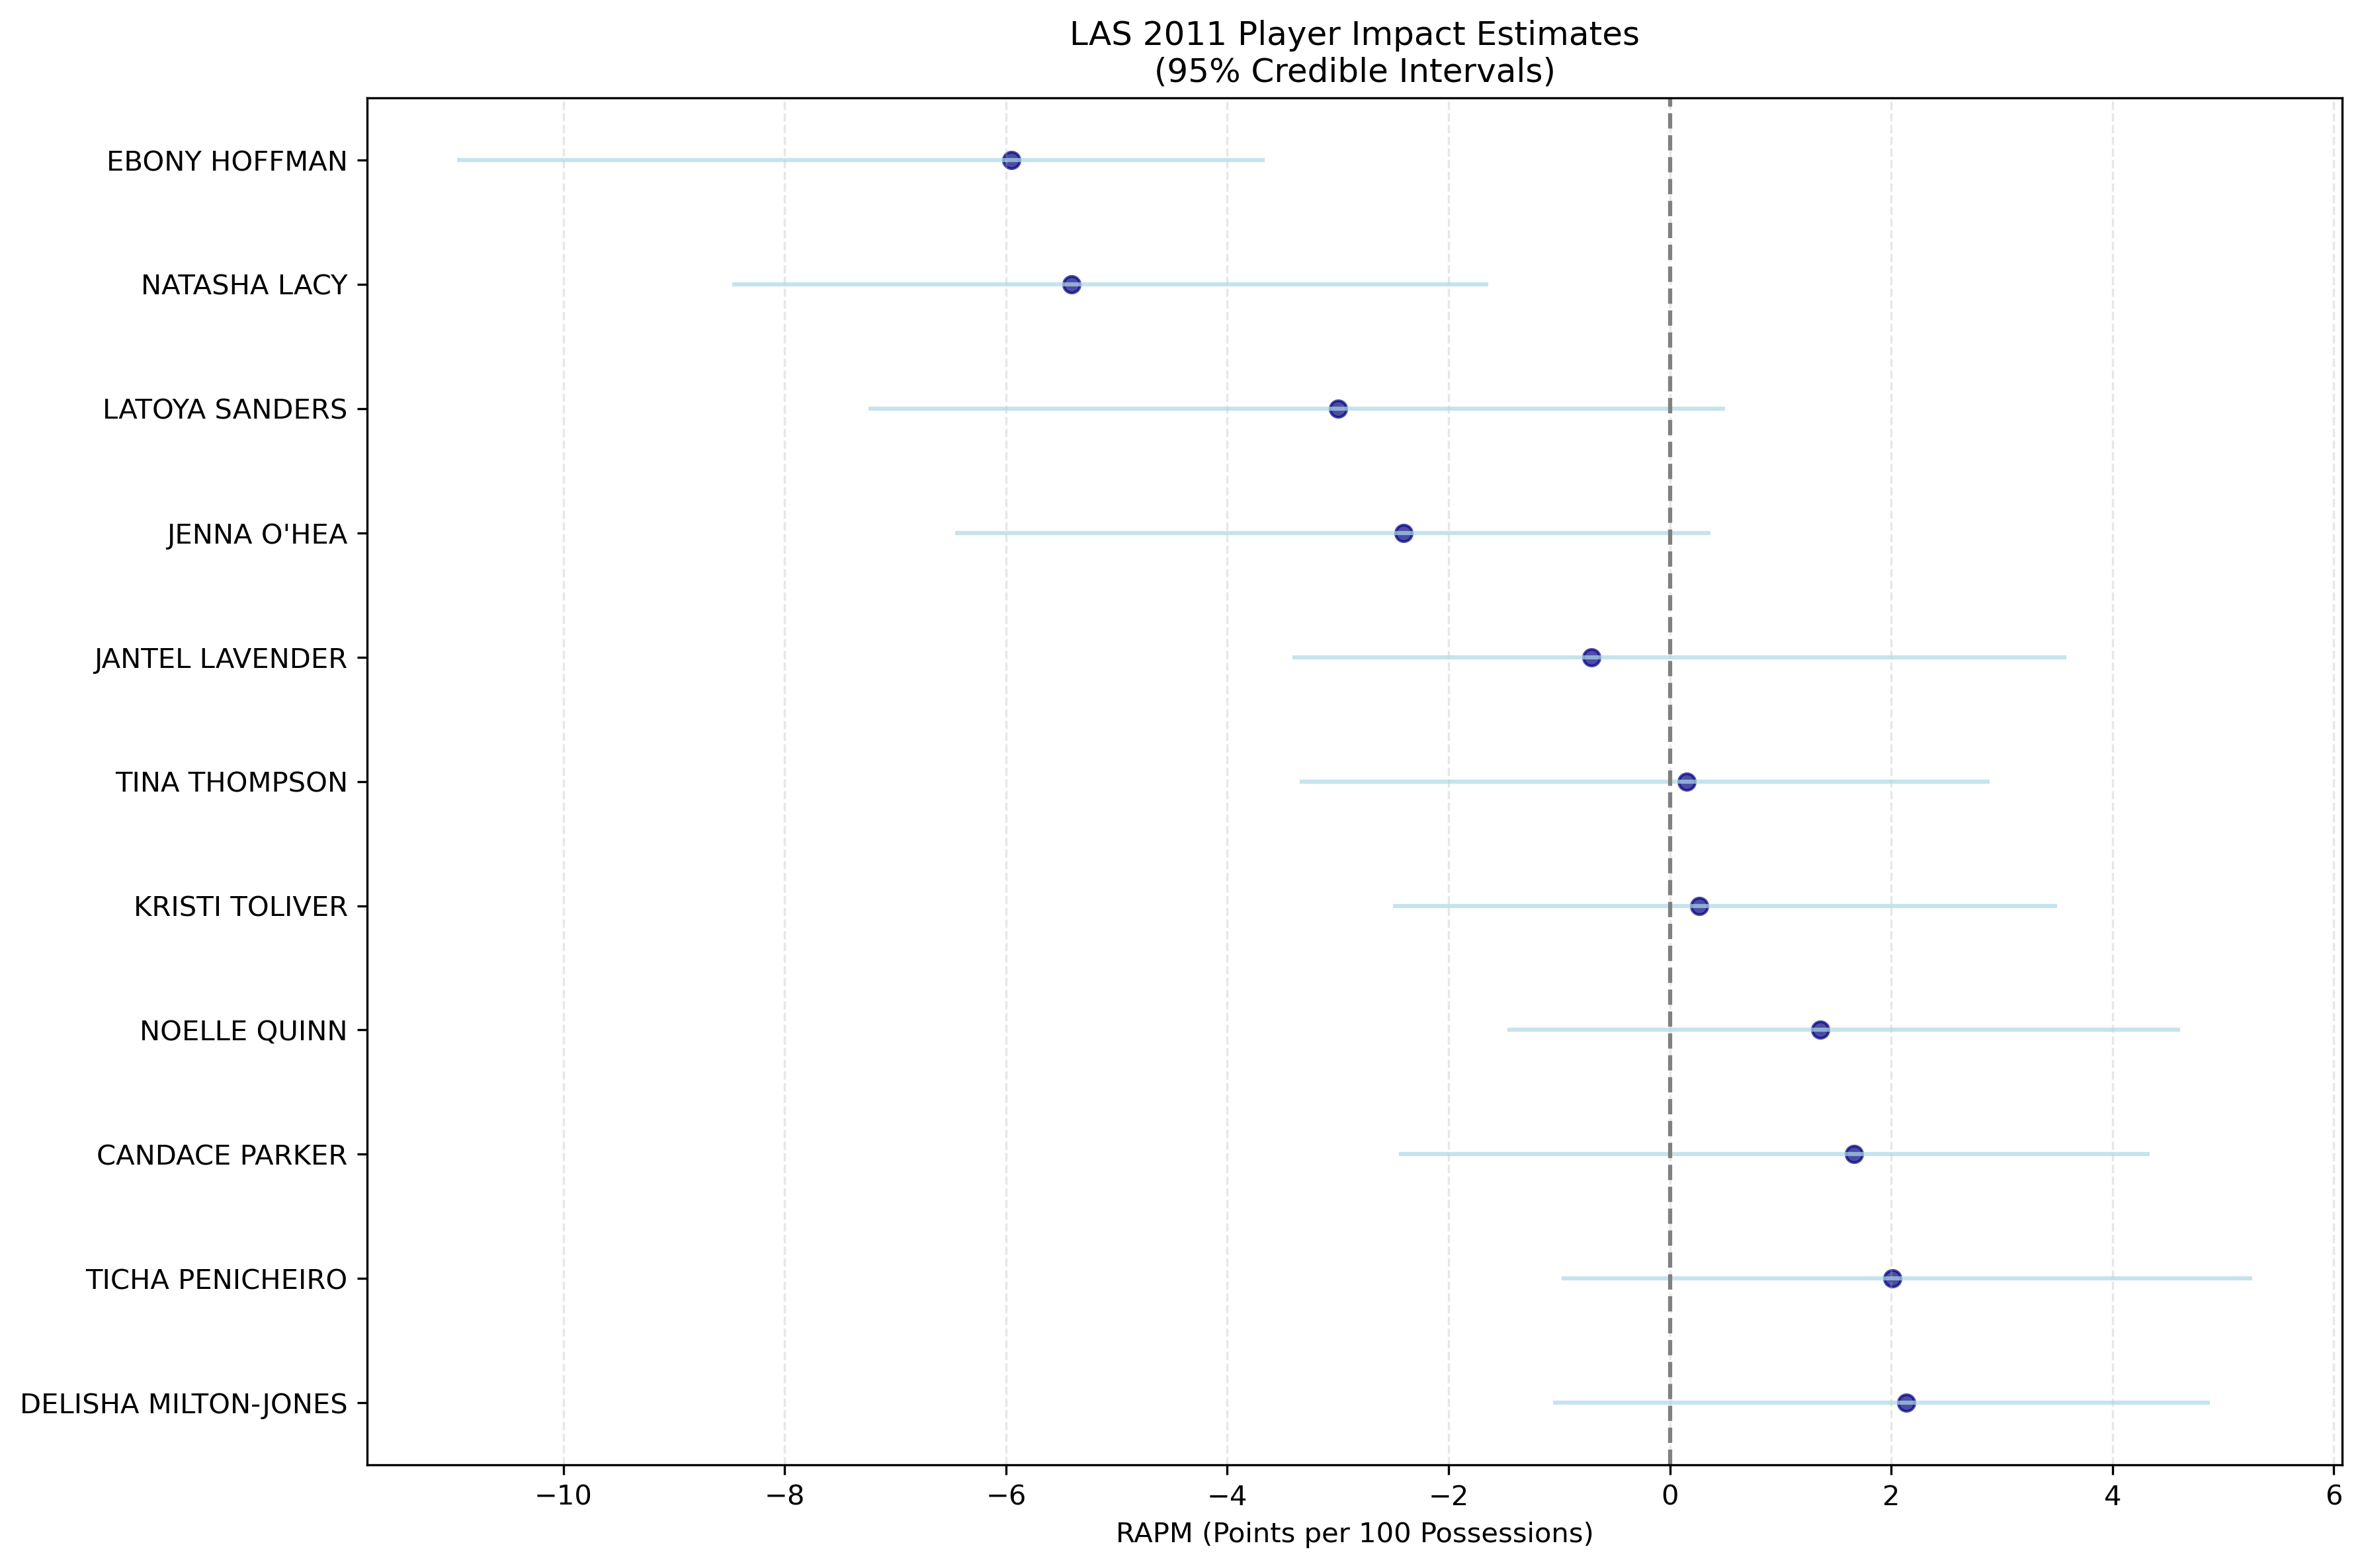 LAS 2011 Player Impact Estimates
(95% Credible Intervals)
EBONY HOFFMAN
NATASHA LACY
LATOYA SANDERS
JENNA O'HEA
JANTEL LAVENDER
TINA THOMPSON
KRISTI TOLIVER
NOELLE QUINN
CANDACE PARKER
TICHA PENICHEIRO
DELISHA MILTON-JONES
−10 −8 −6 −4 −2 0 2 4 6
RAPM (Points per 100 Possessions)